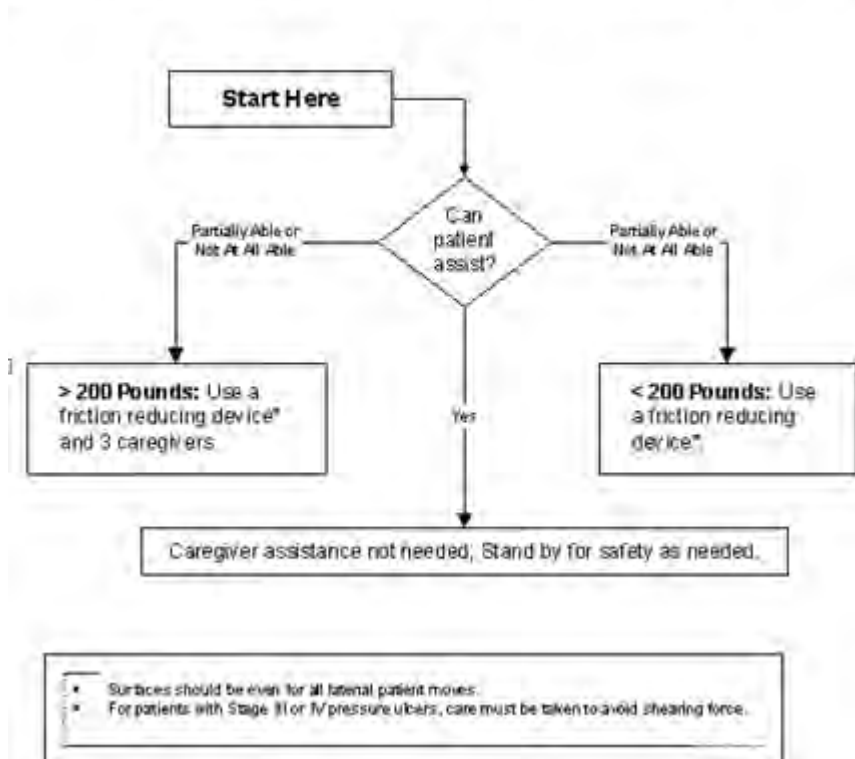 Start Here
Can
patient
assist?
Partially Able or
Not At All Able
Partially Able or
Not At All Able
> 200 Pounds: Use a
friction reducing device*
and 3 caregivers
< 200 Pounds: Use
a friction reducing
device*.
Yes
Caregiver assistance not needed; Stand by for safety as needed.
• Surfaces should be even for all lateral patient moves.
• For patients with Stage III or IV pressure ulcers, care must be taken to avoid shearing force.